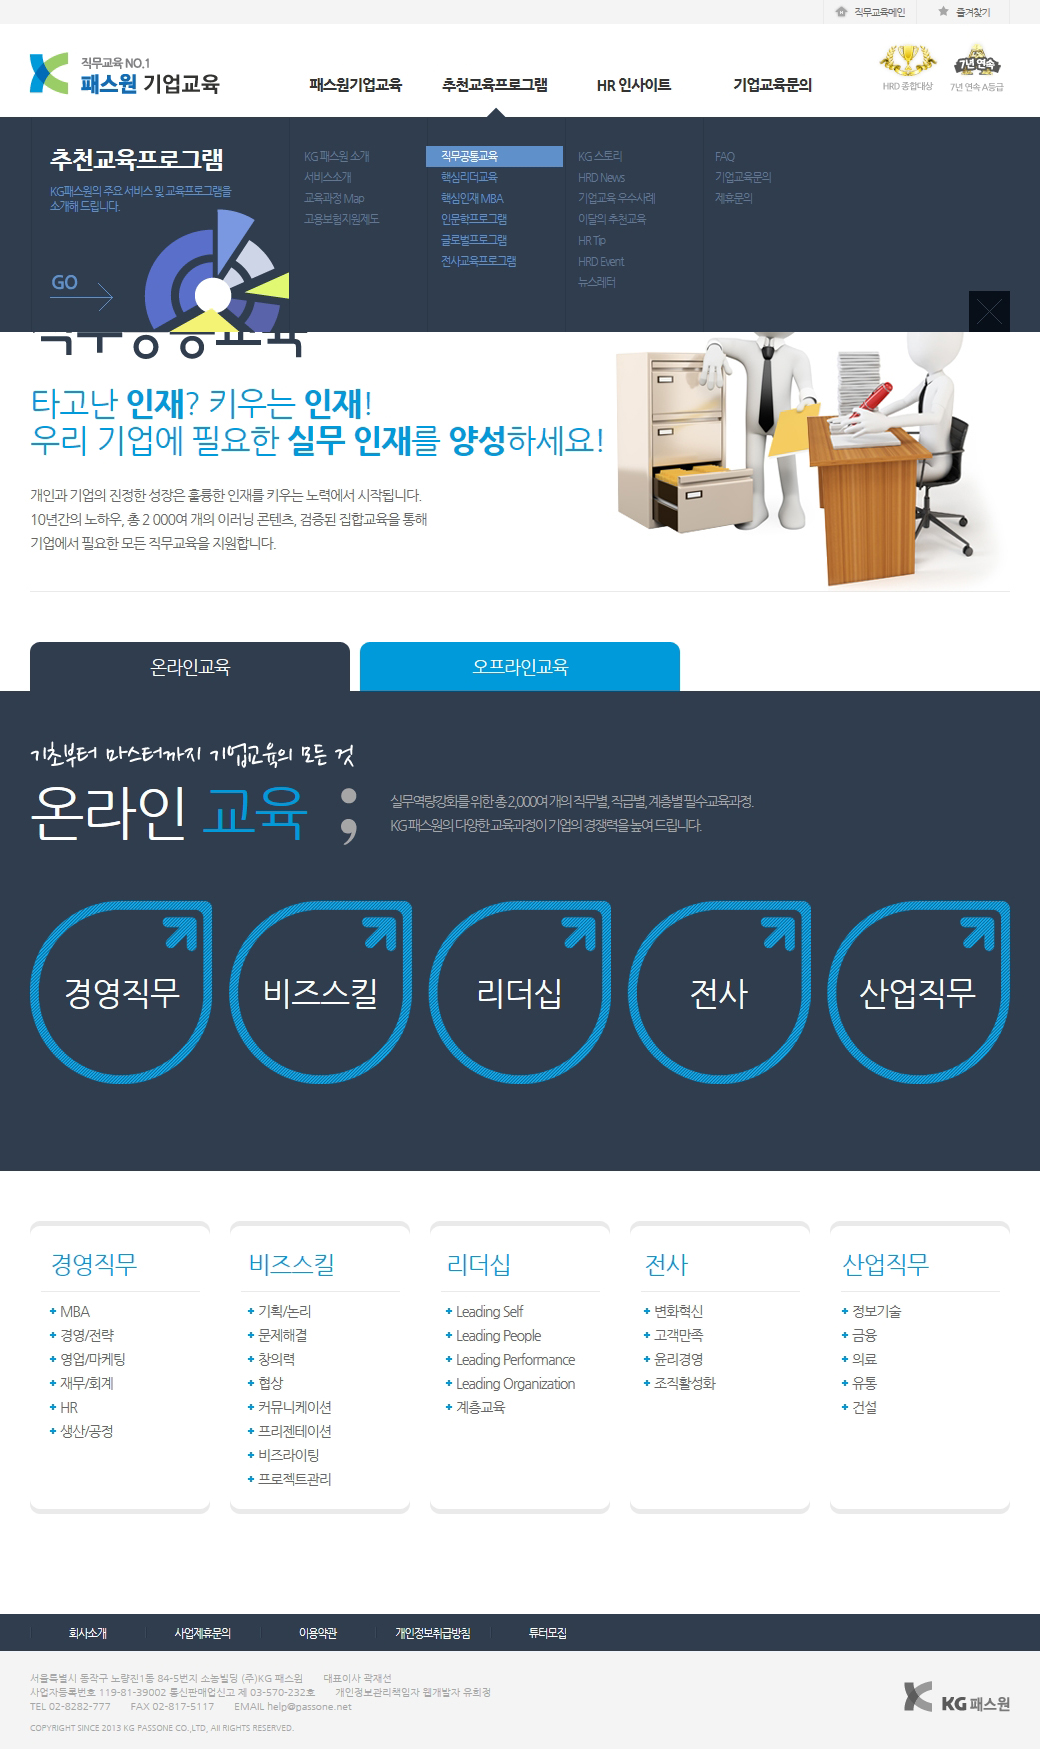 직무교육메인 즐겨찾기
직무교육 NO.1
패스원 기업교육
패스원기업교육 추천교육프로그램 HR 인사이트 기업교육문의
7년 연속
HRD 종합대상 7년 연속 A등급
추천교육프로그램
KG패스원의 주요 서비스 및 교육프로그램을
소개해 드립니다.
GO
KG 패스원 소개
서비스소개
교육과정 Map
고용보험지원제도
직무공통교육
핵심리더교육
핵심인재 MBA
인문학프로그램
글로벌프로그램
전사교육프로그램
KG 스토리
HRD News
기업교육 우수사례
이달의 추천교육
HR Tip
HRD Event
뉴스레터
FAQ
기업교육문의
제휴문의
직무공통교육
타고난 인재? 키우는 인재!
우리 기업에 필요한 실무 인재를 양성하세요!
개인과 기업의 진정한 성장은 훌륭한 인재를 키우는 노력에서 시작됩니다.
10년간의 노하우, 총 2 000여 개의 이러닝 콘텐츠, 검증된 집합교육을 통해
기업에서 필요한 모든 직무교육을 지원합니다.
온라인교육 오프라인교육
기초부터 마스터까지 기업교육의 모든 것
온라인 교육 ;
실무역량강화를 위한 총 2,000여 개의 직무별, 직급별, 계층별 필수교육과정.
KG 패스원의 다양한 교육과정이 기업의 경쟁력을 높여 드립니다.
경영직무 비즈스킬 리더십 전사 산업직무
경영직무
MBA
경영/전략
영업/마케팅
재무/회계
HR
생산/공정
비즈스킬
기획/논리
문제해결
창의력
협상
커뮤니케이션
프리젠테이션
비즈라이팅
프로젝트관리
리더십
Leading Self
Leading People
Leading Performance
Leading Organization
계층교육
전사
변화혁신
고객만족
윤리경영
조직활성화
산업직무
정보기술
금융
의료
유통
건설
회사소개 사업제휴문의 이용약관 개인정보취급방침 튜터모집
서울특별시 동작구 노량진1동 84-5번지 소눙빌딩 (주)KG 패스원 대표이사 곽재선
사업자등록번호 119-81-39002 통신판매업신고 제 03-570-232호 개인정보관리책임자 웹개발자 유희정
TEL 02-8282-777 FAX 02-817-5117 EMAIL help@passone.net
COPYRIGHT SINCE 2013 KG PASSONE CO.,LTD, All RIGHTS RESERVED.
KG 패스원